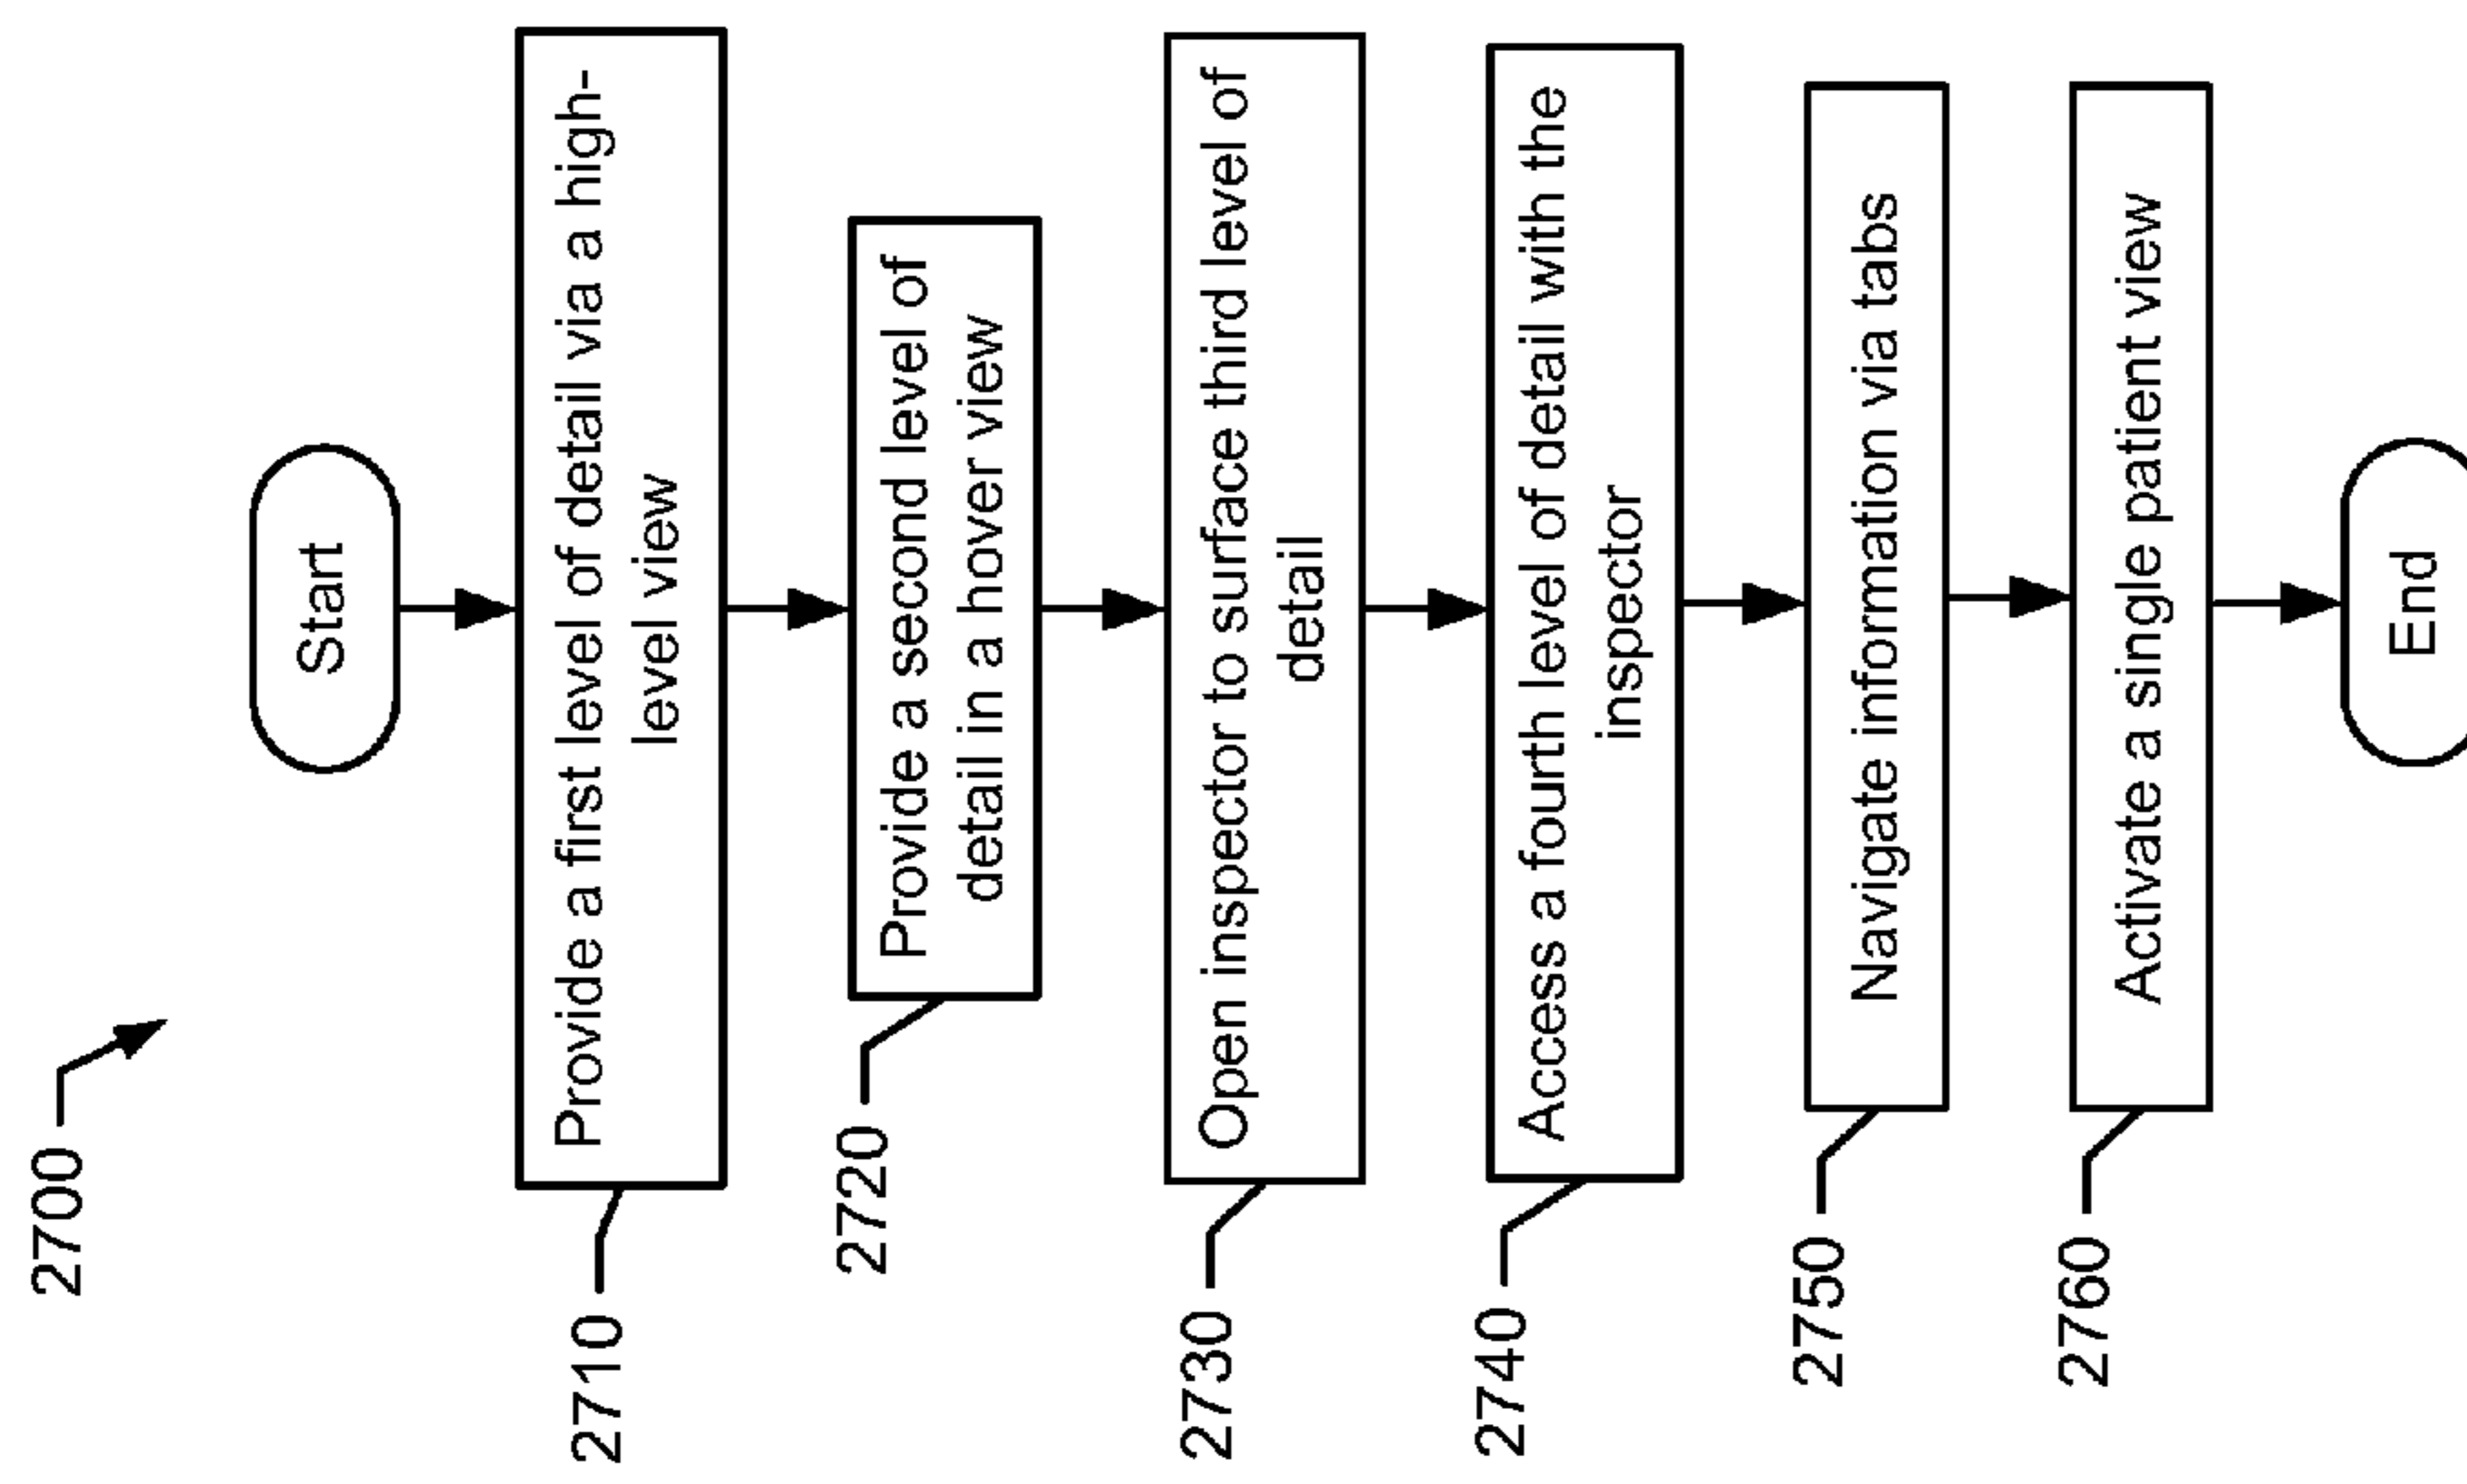 2700
Start
2710
Provide a first level of detail via a high-
level view
2720
Provide a second level of
detail in a hover view
2730
Open inspector to surface third level of
detail
2740
Access a fourth level of detail with the
inspector
2750
Navigate information via tabs
2760
Activate a single patient view
End